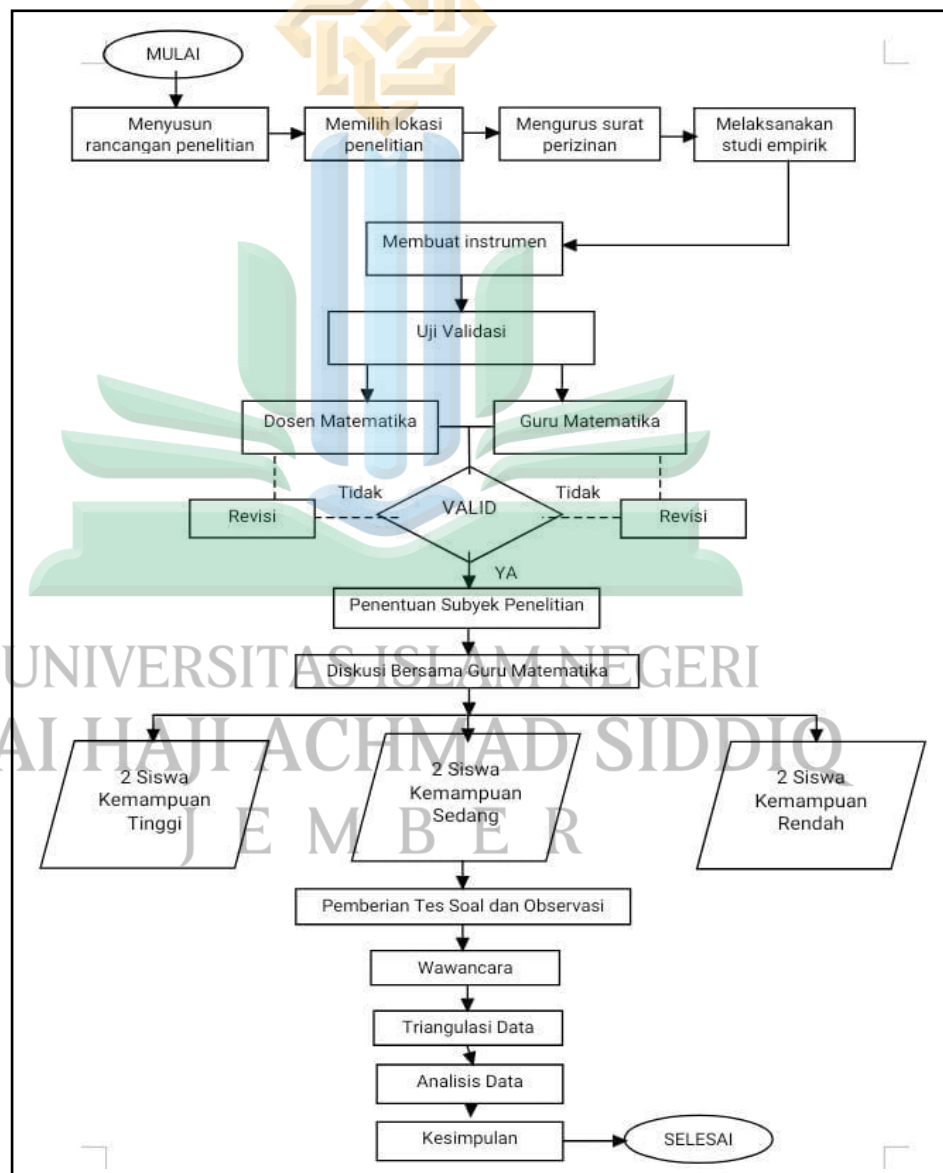 MULAI
Menyusun
rancangan penelitian
Memilih lokasi
penelitian
Mengurus surat
perizinan
Melaksanakan
studi empirik
Membuat instrumen
Uji Validasi
Dosen Matematika
Guru Matematika
Tidak
VALID
Tidak
Revisi
Revisi
YA
Penentuan Subyek Penelitian
UNIVERSITAS ISLAM NEGERI
Diskusi Bersama Guru Matematika
AI HAJI ACHMAD SIDDIQ
2 Siswa
Kemampuan
Tinggi
2 Siswa
Kemampuan
Sedang
2 Siswa
Kemampuan
Rendah
JEMBER
Pemberian Tes Soal dan Observasi
Wawancara
Triangulasi Data
Analisis Data
Kesimpulan
SELESAI